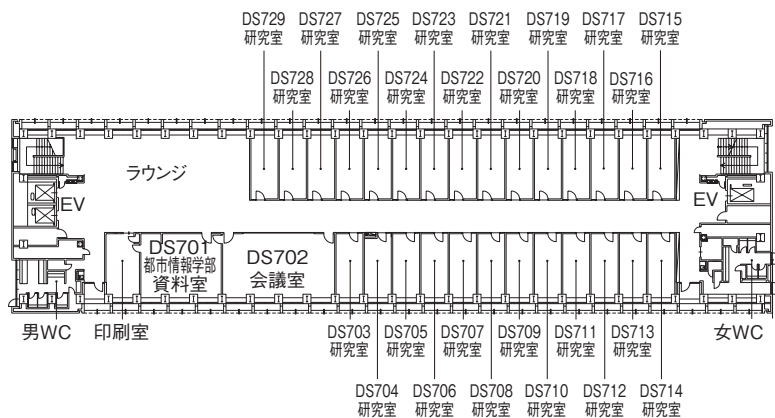 DS729 DS727 DS725 DS723 DS721 DS719 DS717 DS715
研究室 研究室 研究室 研究室 研究室 研究室 研究室 研究室
DS728 DS726 DS724 DS722 DS720 DS718 DS716
研究室 研究室 研究室 研究室 研究室 研究室 研究室
ラウンジ
EV
EV
DS701
都市情報学部
資料室
DS702
会議室
男WC
印刷室
女WC
DS703 DS705 DS707 DS709 DS711 DS713
研究室 研究室 研究室 研究室 研究室 研究室
DS704 DS706 DS708 DS710 DS712 DS714
研究室 研究室 研究室 研究室 研究室 研究室